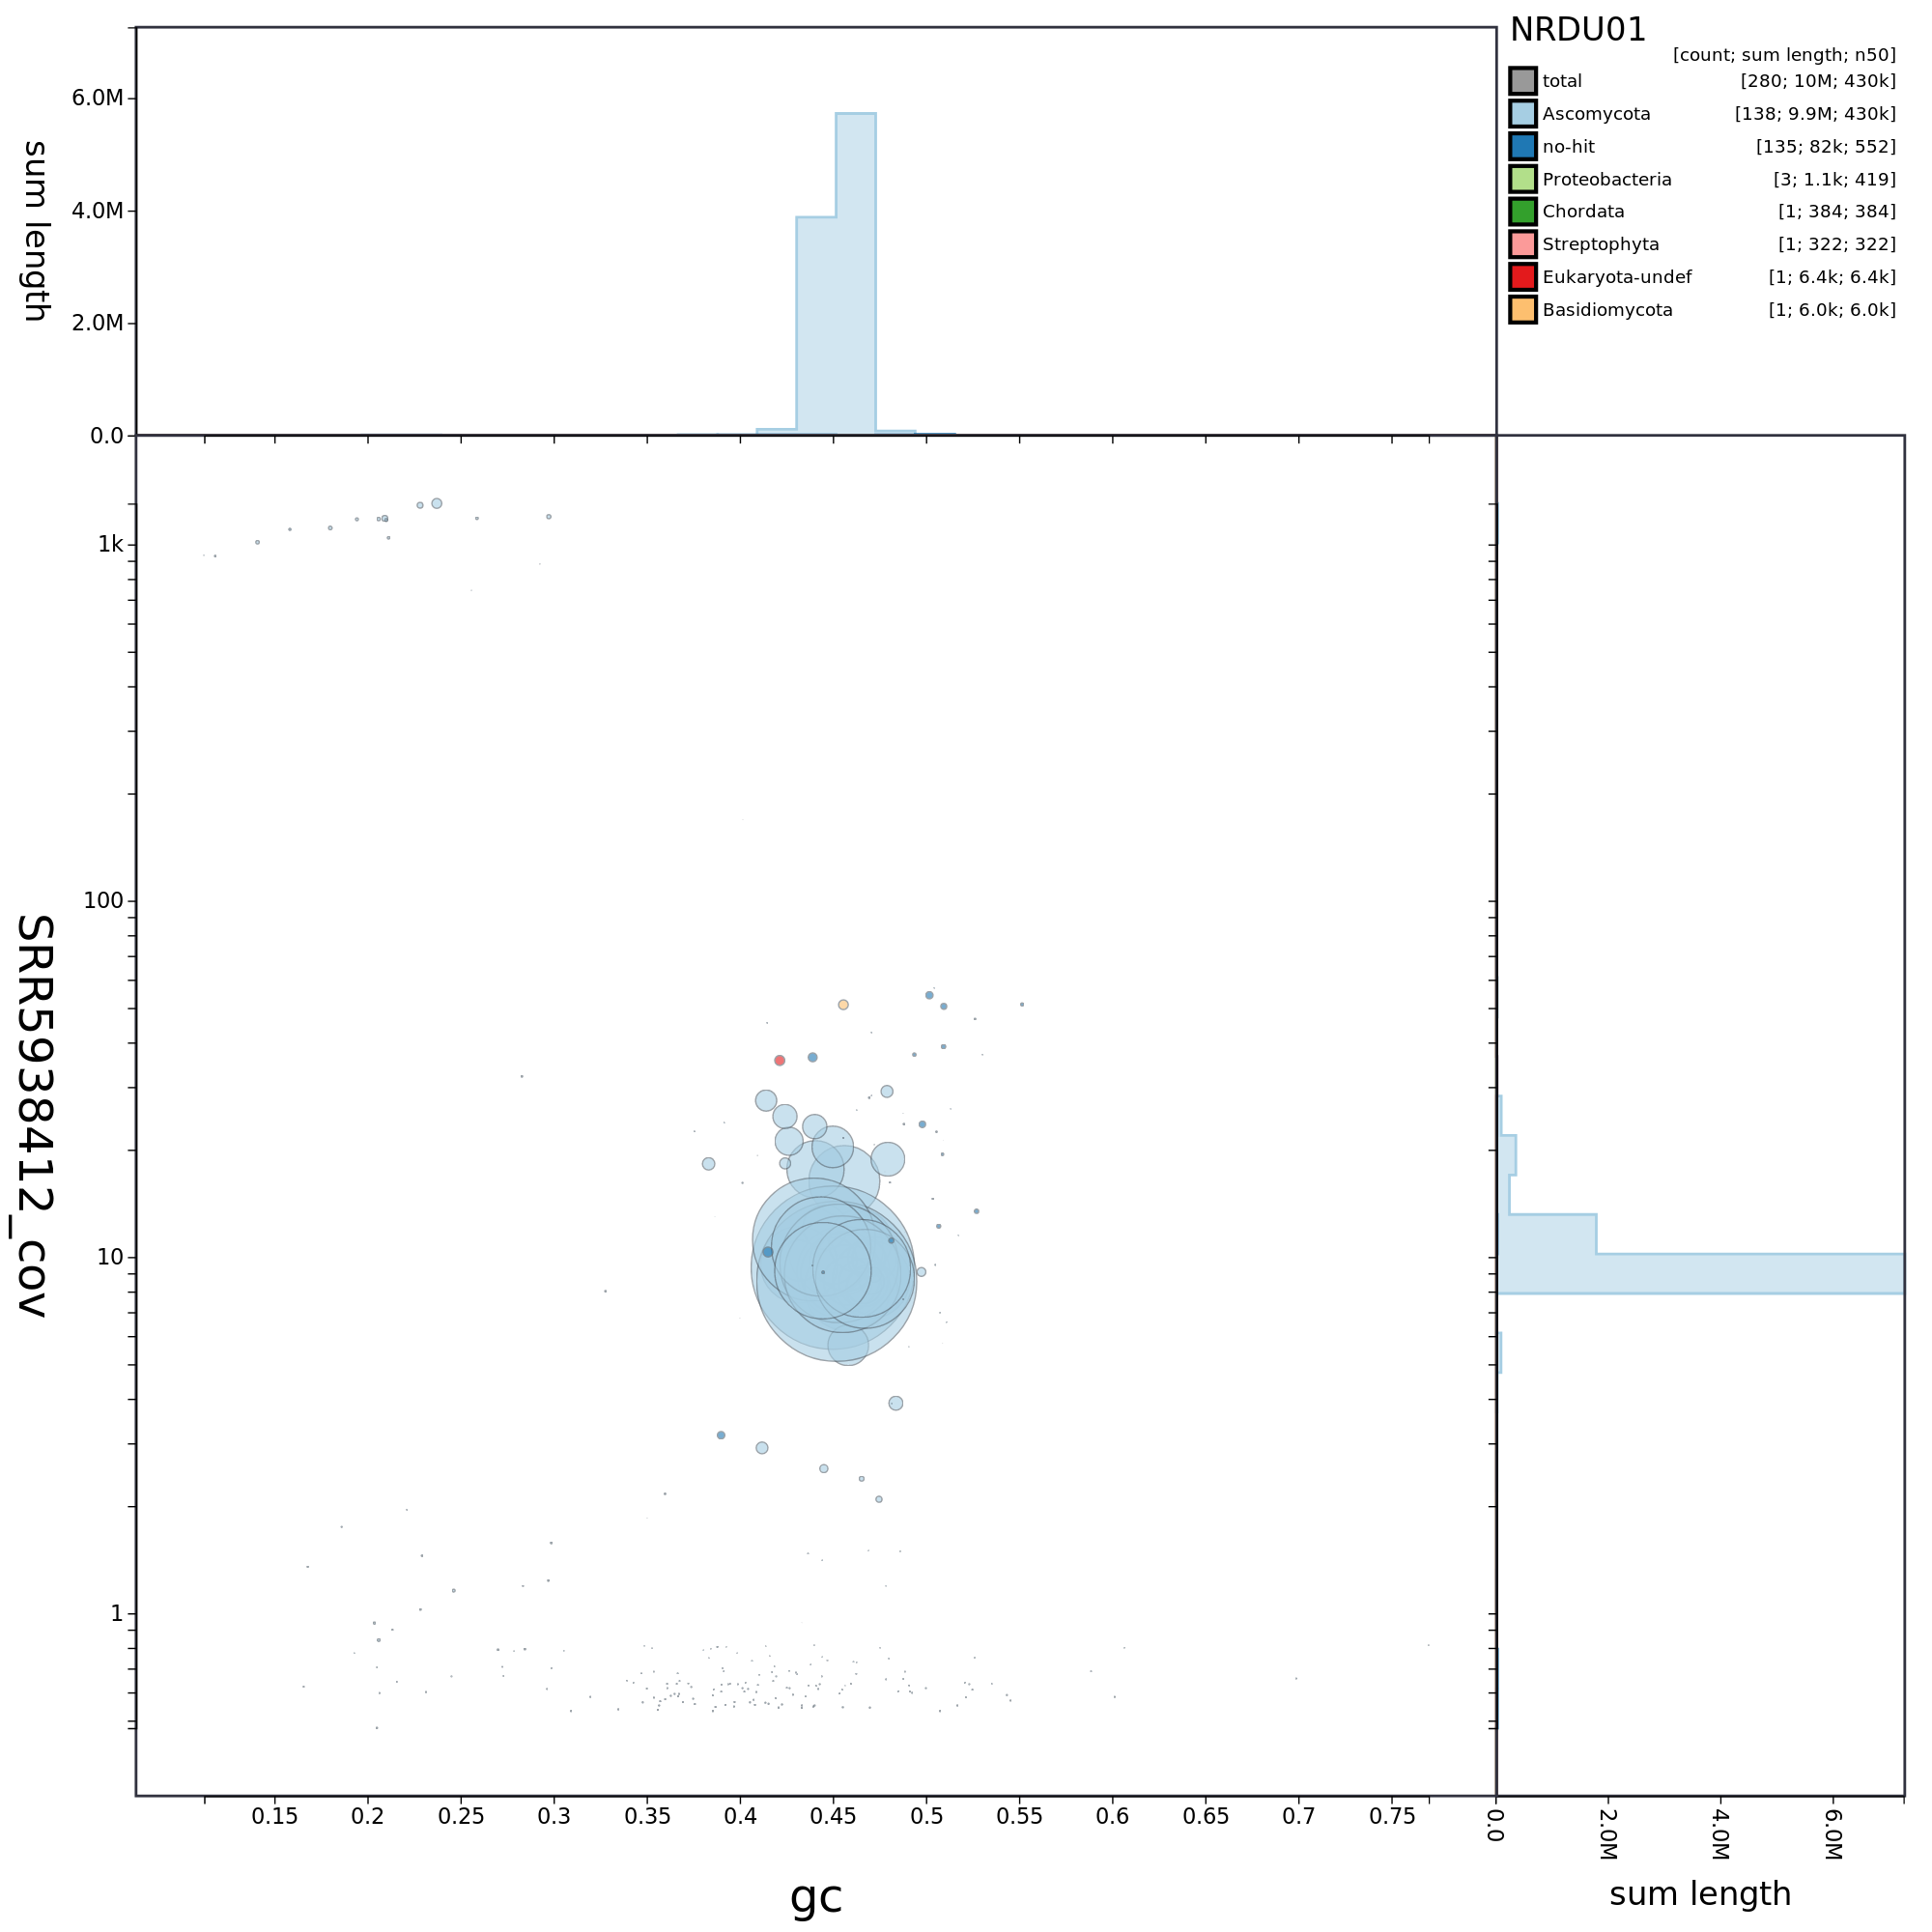 NRDU01
[count; sum length; n50]
total [280; 10M; 430k]
Ascomycota [138; 9.9M; 430k]
no-hit [135; 82k; 552]
Proteobacteria [3; 1.1k; 419]
Chordata [1; 384; 384]
Streptophyta [1; 322; 322]
Eukaryota-undef [1; 6.4k; 6.4k]
Basidiomycota [1; 6.0k; 6.0k]
sum length
6.0M
4.0M
2.0M
0.0
SRR5938412_cov
1k
100
10
1
0.15 0.2 0.25 0.3 0.35 0.4 0.45 0.5 0.55 0.6 0.65 0.7 0.75
gc
0.0 2.0M 4.0M 6.0M
sum length